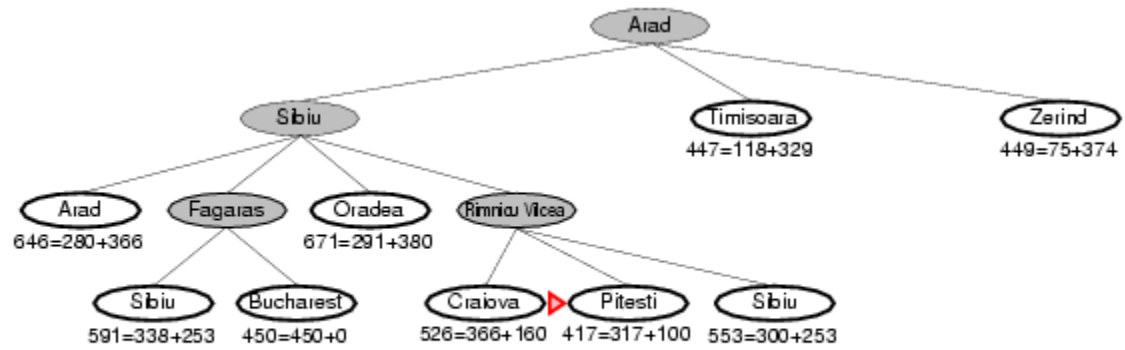 Arad
Sibiu
Timisoara
Zerind
447=118+329
449=75+374
Arad
Fagaras
Oradea
Rimnicu Vilcea
646=280+366
671=291+380
Sibiu
Bucharest
Craiova
Pitesti
Sibiu
591=338+253
450=450+0
526=366+160
417=317+100
553=300+253